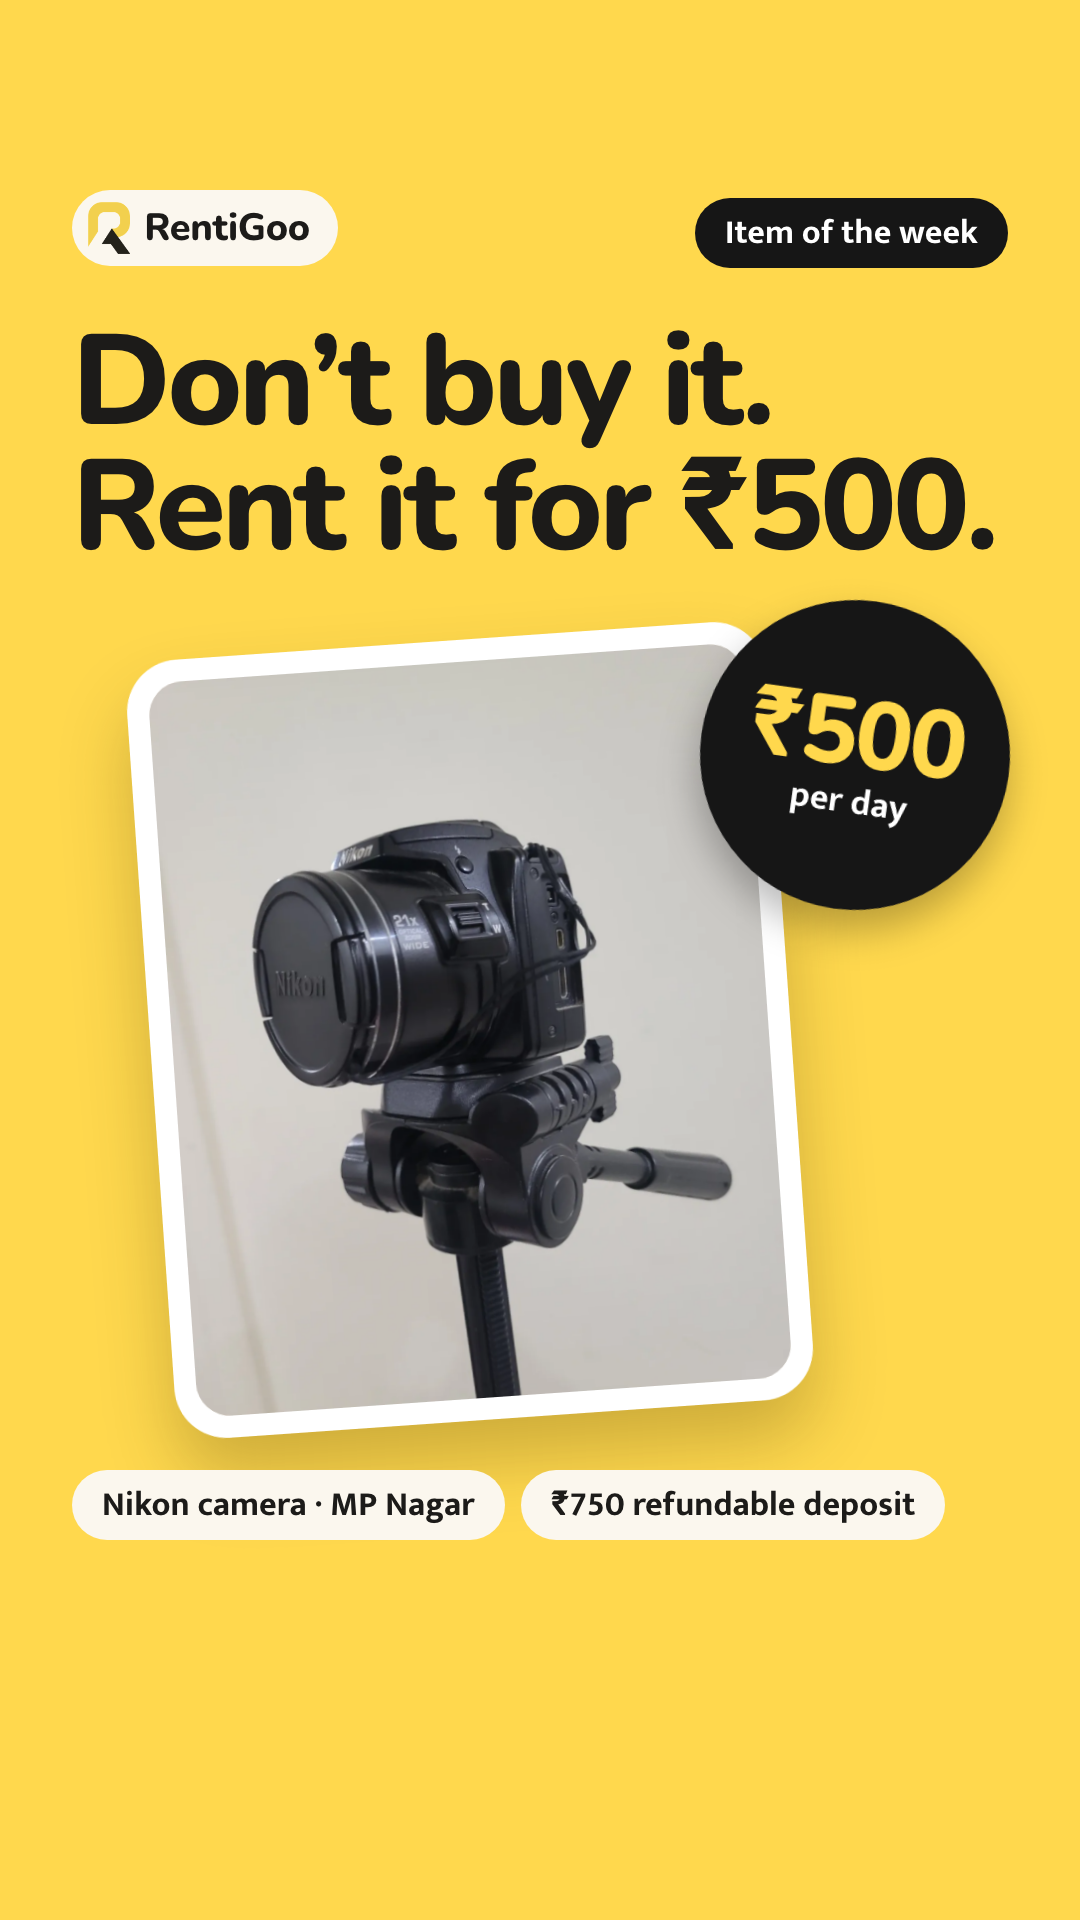 RentiGoo
Item of the week
Don’t buy it.
Rent it for ₹500.
₹500
per day
Nikon
21x
WIDE
T
W
Nikon
Nikon camera · MP Nagar
₹750 refundable deposit